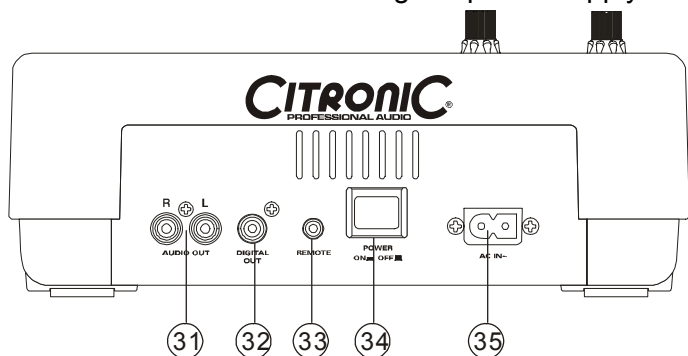 CITRONIC®
PROFESSIONAL AUDIO
R L
AUDIO OUT
DIGITAL OUT
REMOTE
POWER
ON OFF
AC IN~
31 32 33 34 35